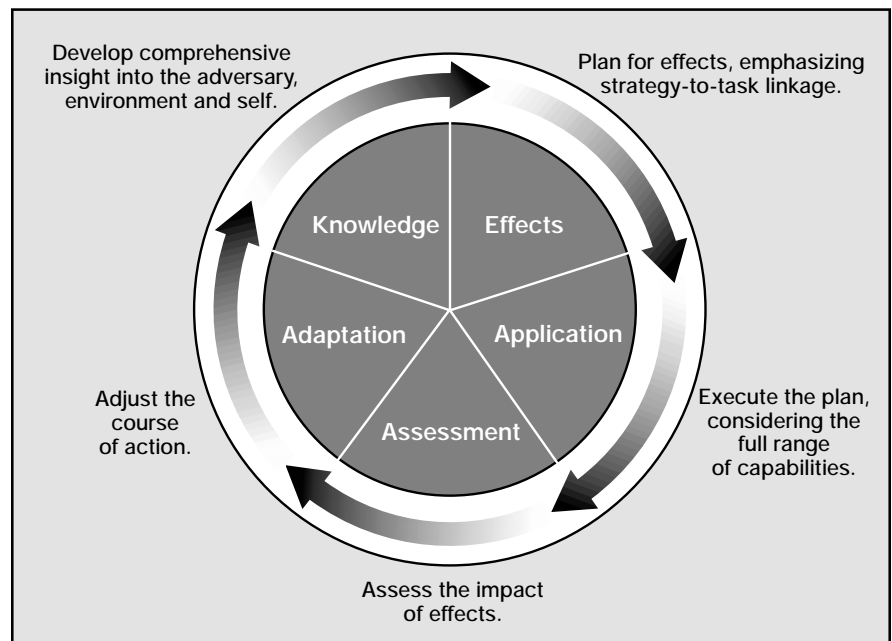 Develop comprehensive
insight into the adversary,
environment and self.
Plan for effects, emphasizing
strategy-to-task linkage.
Knowledge
Effects
Adaptation
Application
Assessment
Adjust the
course
of action.
Execute the plan,
considering the
full range
of capabilities.
Assess the impact
of effects.